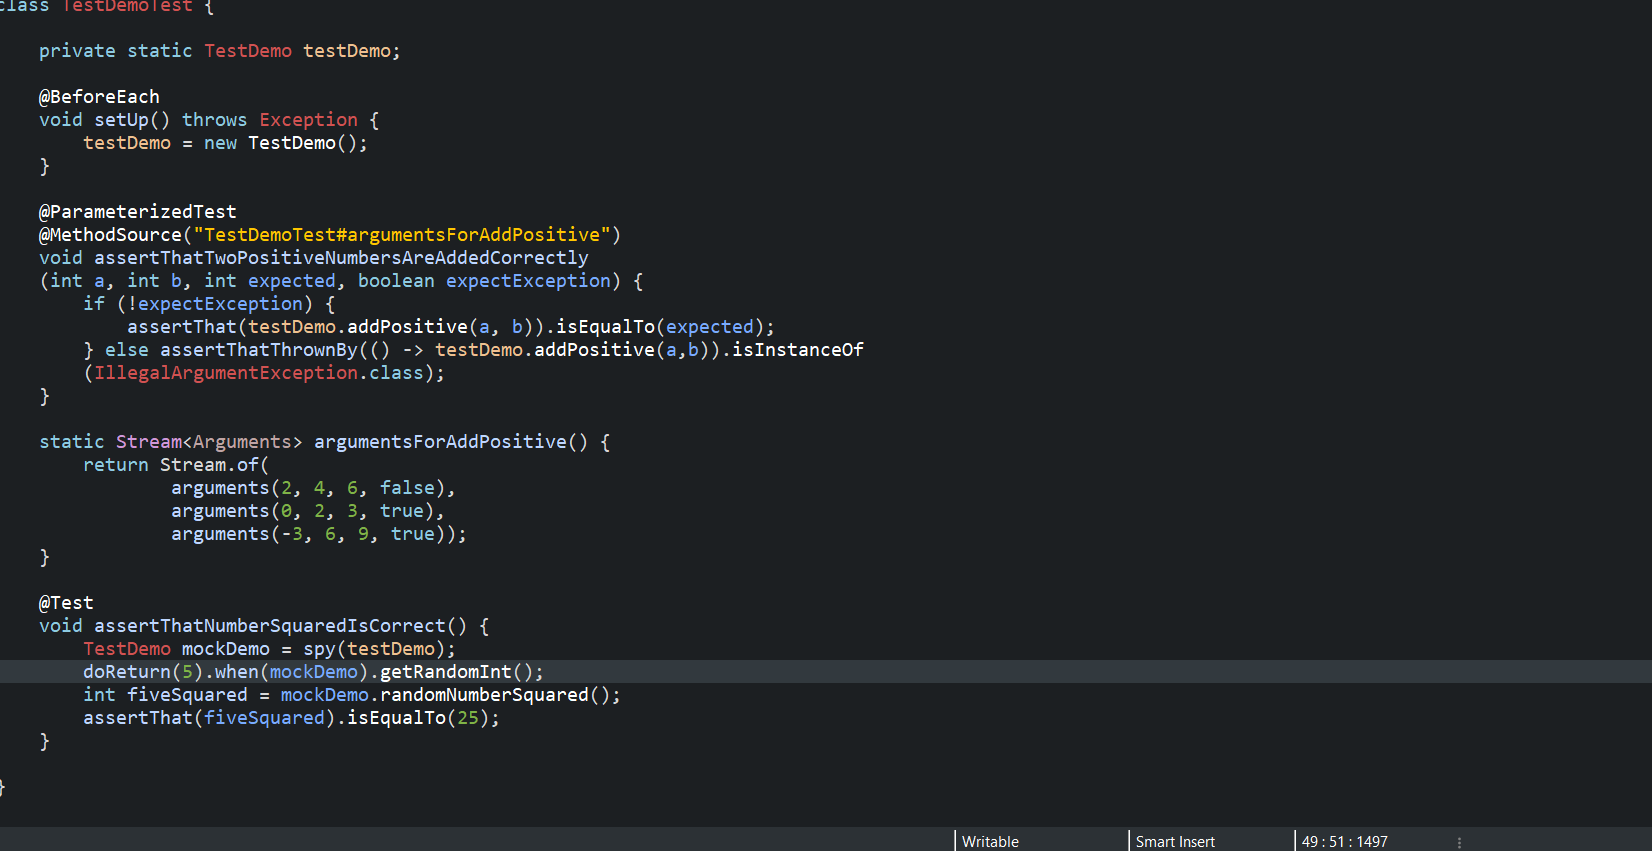 class TestDemoTest {
private static TestDemo testDemo;
@BeforeEach
void setUp() throws Exception {
testDemo = new TestDemo();
}
@ParameterizedTest
@MethodSource("TestDemoTest#argumentsForAddPositive")
void assertThatTwoPositiveNumbersAreAddedCorrectly
(int a, int b, int expected, boolean expectException) {
if (!expectException) {
assertThat(testDemo.addPositive(a, b)).isEqualTo(expected);
} else assertThatThrownBy(() -> testDemo.addPositive(a,b)).isInstanceOf
(IllegalArgumentException.class);
}
static Stream<Arguments> argumentsForAddPositive() {
return Stream.of(
arguments(2, 4, 6, false),
arguments(0, 2, 3, true),
arguments(-3, 6, 9, true));
}
@Test
void assertThatNumberSquaredIsCorrect() {
TestDemo mockDemo = spy(testDemo);
doReturn(5).when(mockDemo).getRandomInt();
int fiveSquared = mockDemo.randomNumberSquared();
assertThat(fiveSquared).isEqualTo(25);
}
}
Writable
Smart Insert
49 : 51 : 1497